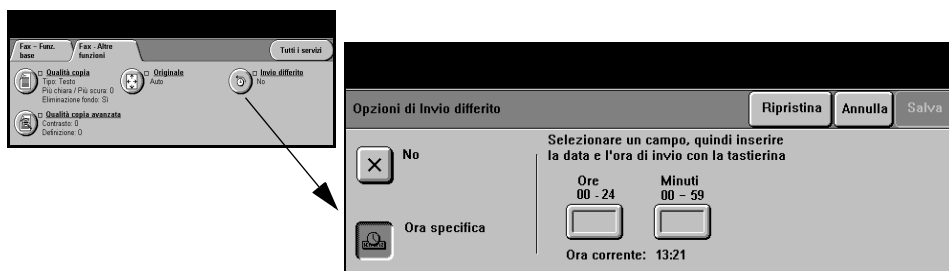 Fax - Funz.
base
Fax - Altre
funzioni
Tutti i servizi
Qualità copia
Tipo: Testo
Più chiara / Più scura: 0
Eliminazione fondo: Sì
Originale
Auto
Invio differito
No
Qualità copia avanzata
Contrasto: 0
Definizione: 0
Opzioni di Invio differito
Ripristina
Annulla
Salva
No
Ora specifica
Selezionare un campo, quindi inserire
la data e l'ora di invio con la tastierina
Ore
00 - 24
Minuti
00 - 59
Ora corrente: 13:21